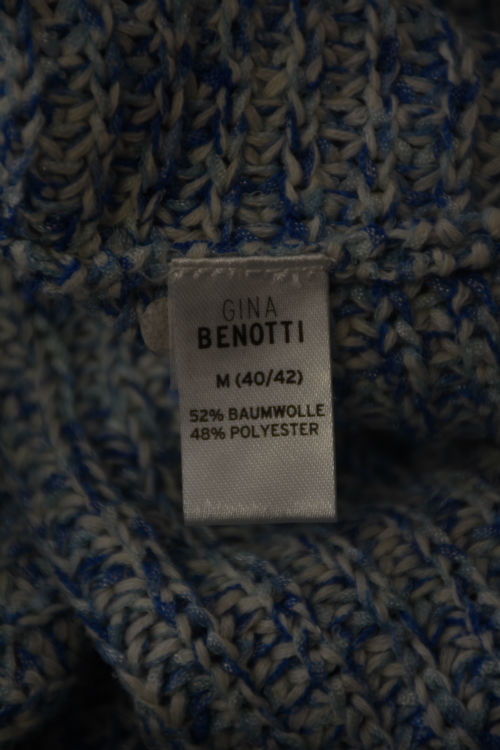 GINA
BENOTTI
M (40/42)
52% BAUMWOLLE
48% POLYESTER